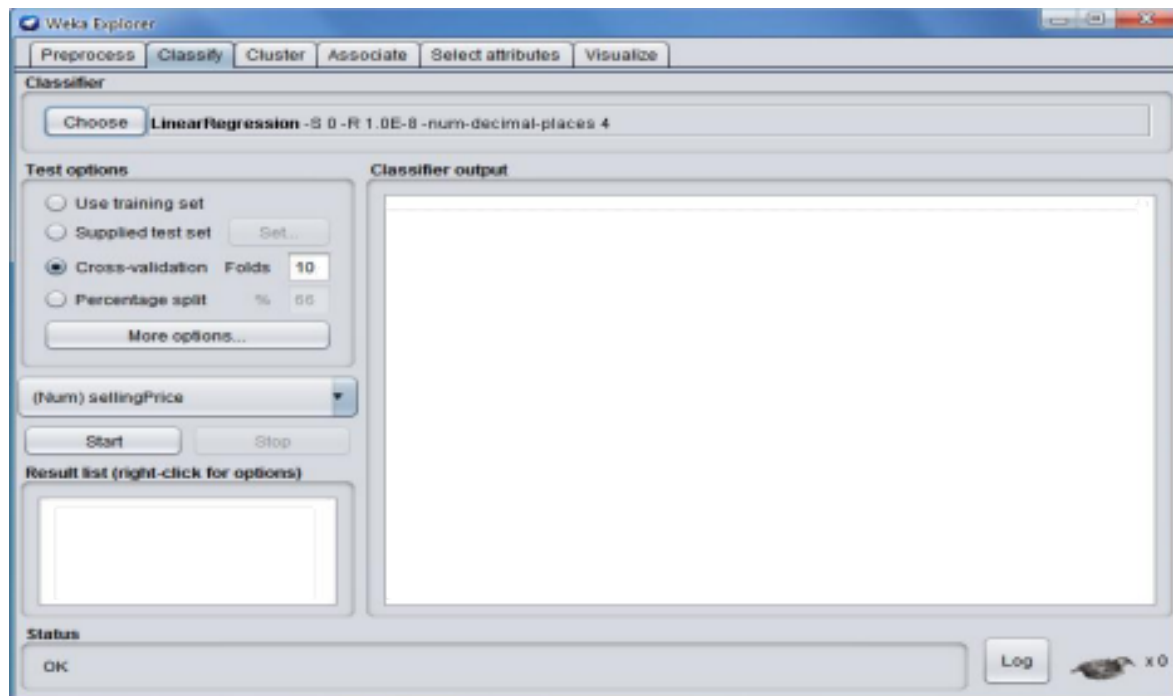 Weka Explorer
Preprocess Classify Cluster Associate Select attributes Visualize
Classifier
Choose LinearRegression -S 0 -R 1.0E-8 -num-decimal-places 4
Test options
Classifier output
Use training set
Supplied test set Set...
Cross-validation Folds 10
Percentage split % 66
More options...
(Num) sellingPrice
Start Stop
Result list (right-click for options)
Status
OK
Log x 0